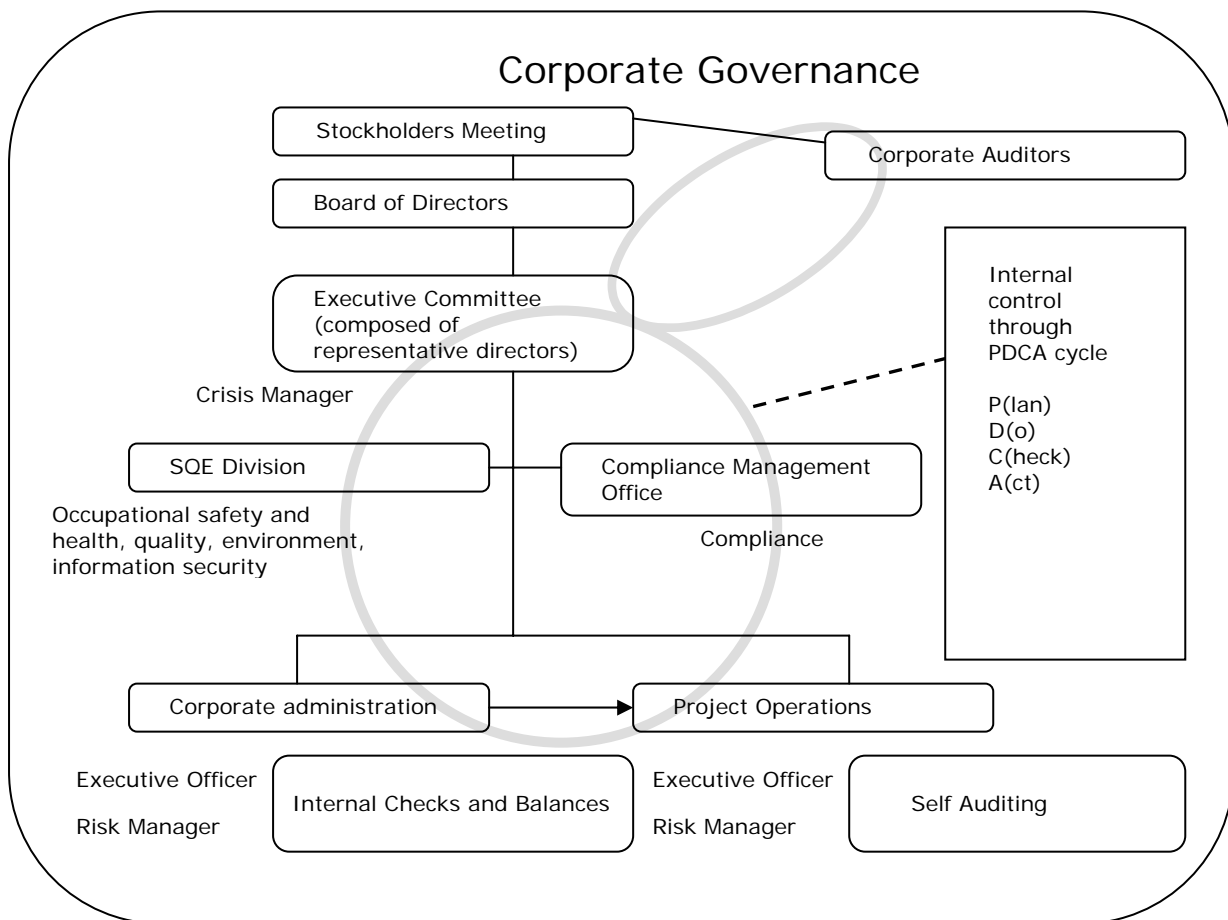 Corporate Governance
Stockholders Meeting
Corporate Auditors
Board of Directors
Executive Committee
(composed of
representative directors)
Internal
control
through
PDCA cycle
P(lan)
D(o)
C(heck)
A(ct)
Crisis Manager
SQE Division
Compliance Management
Office
Occupational safety and
health, quality, environment,
information security
Compliance
Corporate administration
Project Operations
Executive Officer
Risk Manager
Internal Checks and Balances
Executive Officer
Risk Manager
Self Auditing